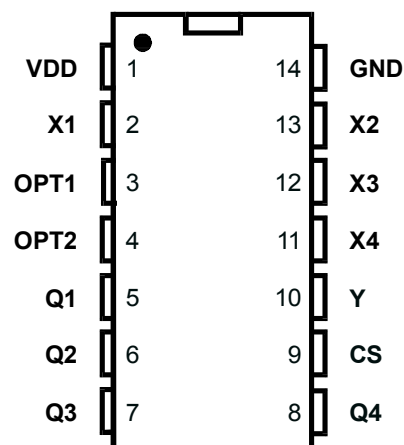 VDD 1 14 GND
X1 2 13 X2
OPT1 3 12 X3
OPT2 4 11 X4
Q1 5 10 Y
Q2 6 9 CS
Q3 7 8 Q4